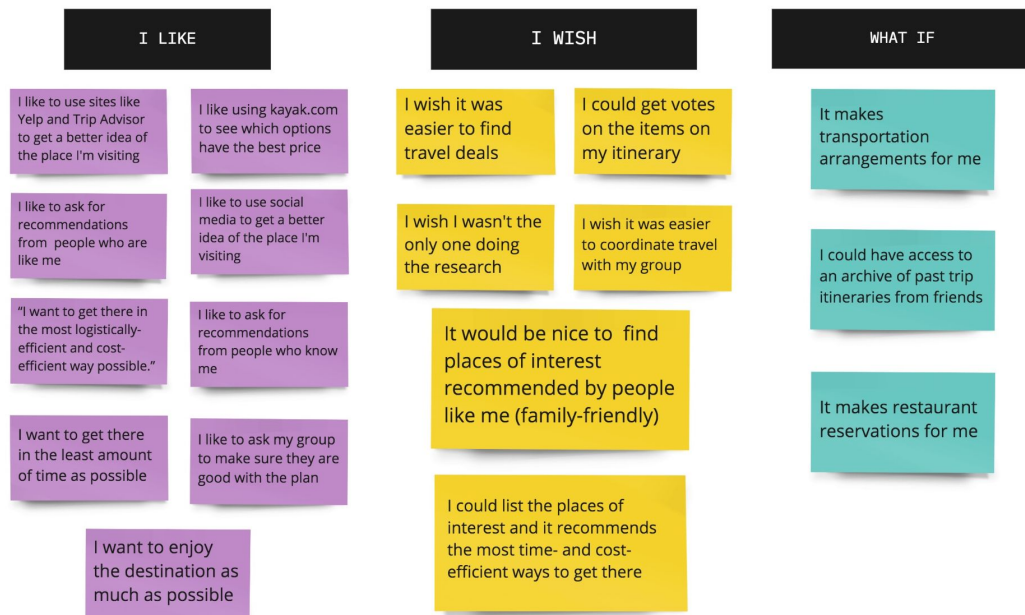 I LIKE
I like to use sites like
Yelp and Trip Advisor
to get a better idea of
the place I'm visiting
I like using kayak.com
to see which options
have the best price
I like to ask for
recommendations
from people who are
like me
I like to use social
media to get a better
idea of the place I'm
visiting
“I want to get there in
the most logistically-
efficient and cost-
efficient way possible.”
I like to ask for
recommendations
from people who know
me
I want to get there
in the least amount
of time as possible
I like to ask my group
to make sure they are
good with the plan
I want to enjoy
the destination as
much as possible
I WISH
I wish it was
easier to find
travel deals
I could get votes
on the items on
my itinerary
I wish I wasn't the
only one doing
the research
I wish it was easier
to coordinate travel
with my group
It would be nice to find
places of interest
recommended by people
like me (family-friendly)
I could list the places of
interest and it recommends
the most time- and cost-
efficient ways to get there
WHAT IF
It makes
transportation
arrangements for me
I could have access to
an archive of past trip
itineraries from friends
It makes restaurant
reservations for me